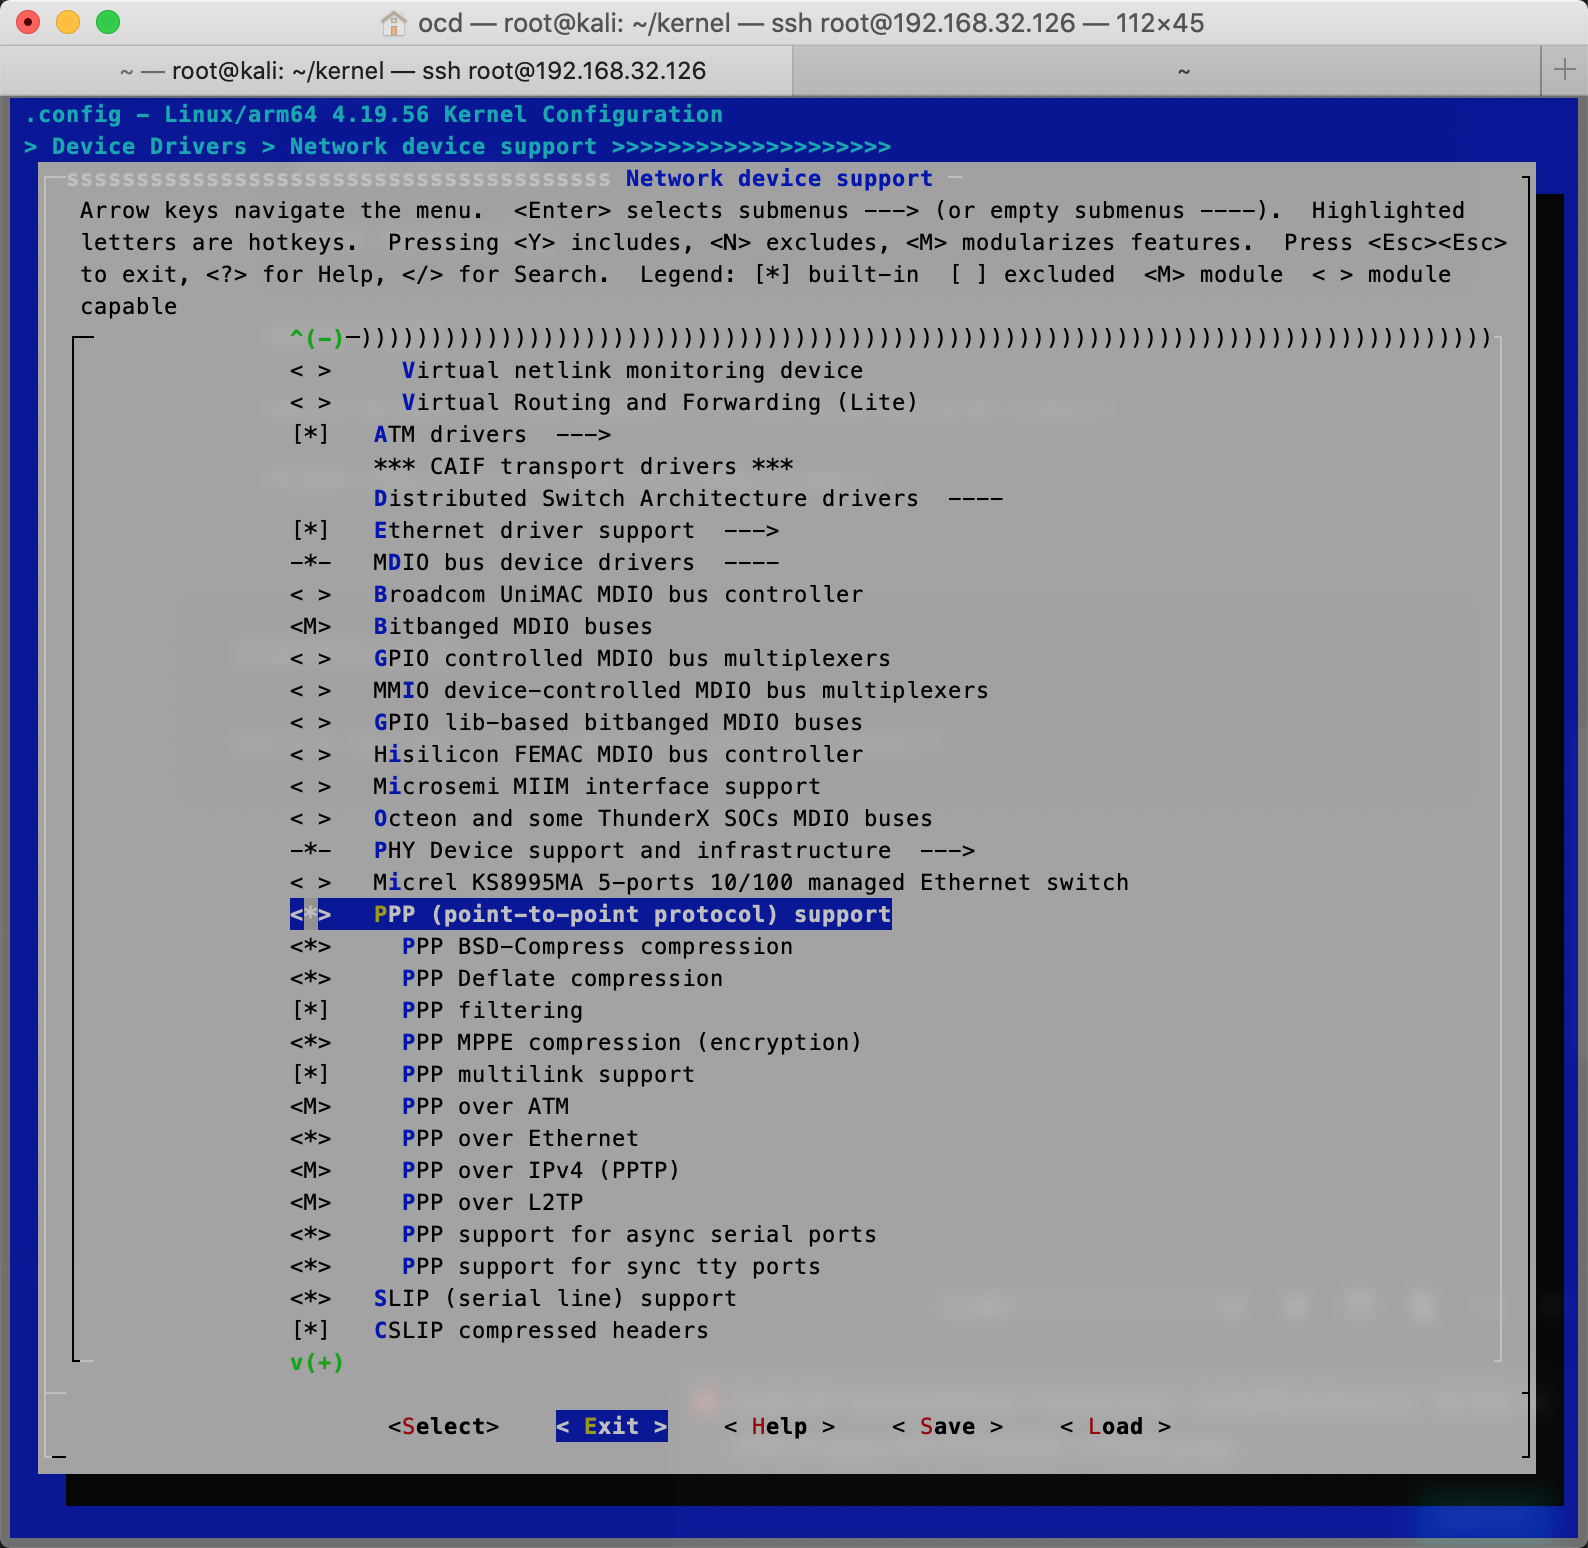 ocd — root@kali: ~/kernel — ssh root@192.168.32.126 — 112×45
~ — root@kali: ~/kernel — ssh root@192.168.32.126
~
.config - Linux/arm64 4.19.56 Kernel Configuration
> Device Drivers > Network device support >>>>>>>>>>>>>>>>>>>>
sssssssssssssssssssssssssssssssssssssss Network device support
Arrow keys navigate the menu.  <Enter> selects submenus ---> (or empty submenus ----).  Highlighted
letters are hotkeys.  Pressing <Y> includes, <N> excludes, <M> modularizes features.  Press <Esc><Esc>
to exit, <?> for Help, </> for Search.  Legend: [*] built-in  [ ] excluded  <M> module  < > module
capable
^(-)-)))))))))))))))))))))))))))))))))))))))))))))))))))))))))))))))))))))))))))))))))
< >     Virtual netlink monitoring device
< >     Virtual Routing and Forwarding (Lite)
[*]   ATM drivers  --->
*** CAIF transport drivers ***
Distributed Switch Architecture drivers  ----
[*]   Ethernet driver support  --->
-*-   MDIO bus device drivers  ----
< >   Broadcom UniMAC MDIO bus controller
<M>   Bitbanged MDIO buses
< >   GPIO controlled MDIO bus multiplexers
< >   MMIO device-controlled MDIO bus multiplexers
< >   GPIO lib-based bitbanged MDIO buses
< >   Hisilicon FEMAC MDIO bus controller
< >   Microsemi MIIM interface support
< >   Octeon and some ThunderX SOCs MDIO buses
-*-   PHY Device support and infrastructure  --->
< >   Micrel KS8995MA 5-ports 10/100 managed Ethernet switch
<*>   PPP (point-to-point protocol) support
<*>     PPP BSD-Compress compression
<*>     PPP Deflate compression
[*]     PPP filtering
<*>     PPP MPPE compression (encryption)
[*]     PPP multilink support
<M>     PPP over ATM
<*>     PPP over Ethernet
<M>     PPP over IPv4 (PPTP)
<M>     PPP over L2TP
<*>     PPP support for async serial ports
<*>     PPP support for sync tty ports
<*>   SLIP (serial line) support
[*]   CSLIP compressed headers
v(+)
<Select>    < Exit >    < Help >    < Save >    < Load >